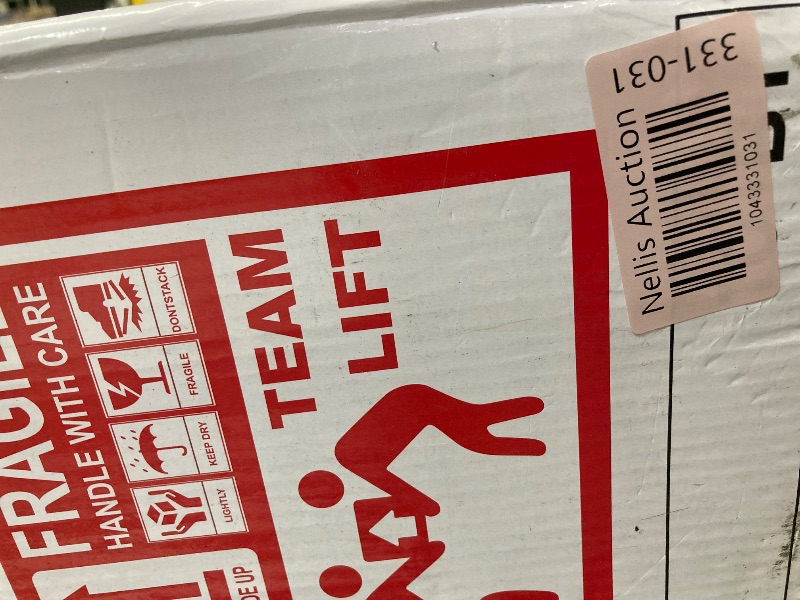 FRAGILE
HANDLE WITH CARE
LIGHTLY
KEEP DRY
FRAGILE
DONTSTACK
TEAM
LIFT
331-031
Nellis Auction
1043331031